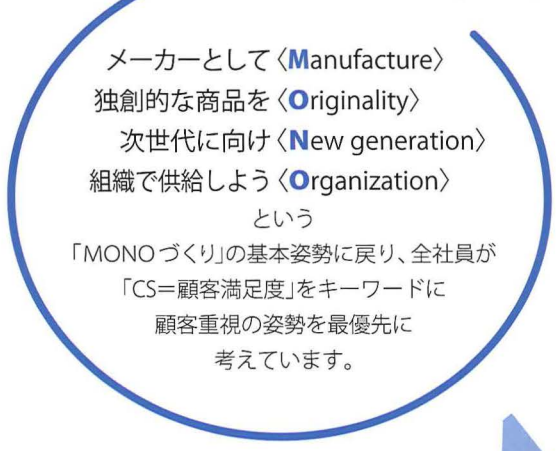 メーカーとして〈Manufacture〉
独創的な商品を〈Originality〉
次世代に向け〈New generation〉
組織で供給しよう〈Organization〉
という
「MONOづくり」の基本姿勢に戻り、全社員が
「CS=顧客満足度」をキーワードに
顧客重視の姿勢を最優先に
考えています。